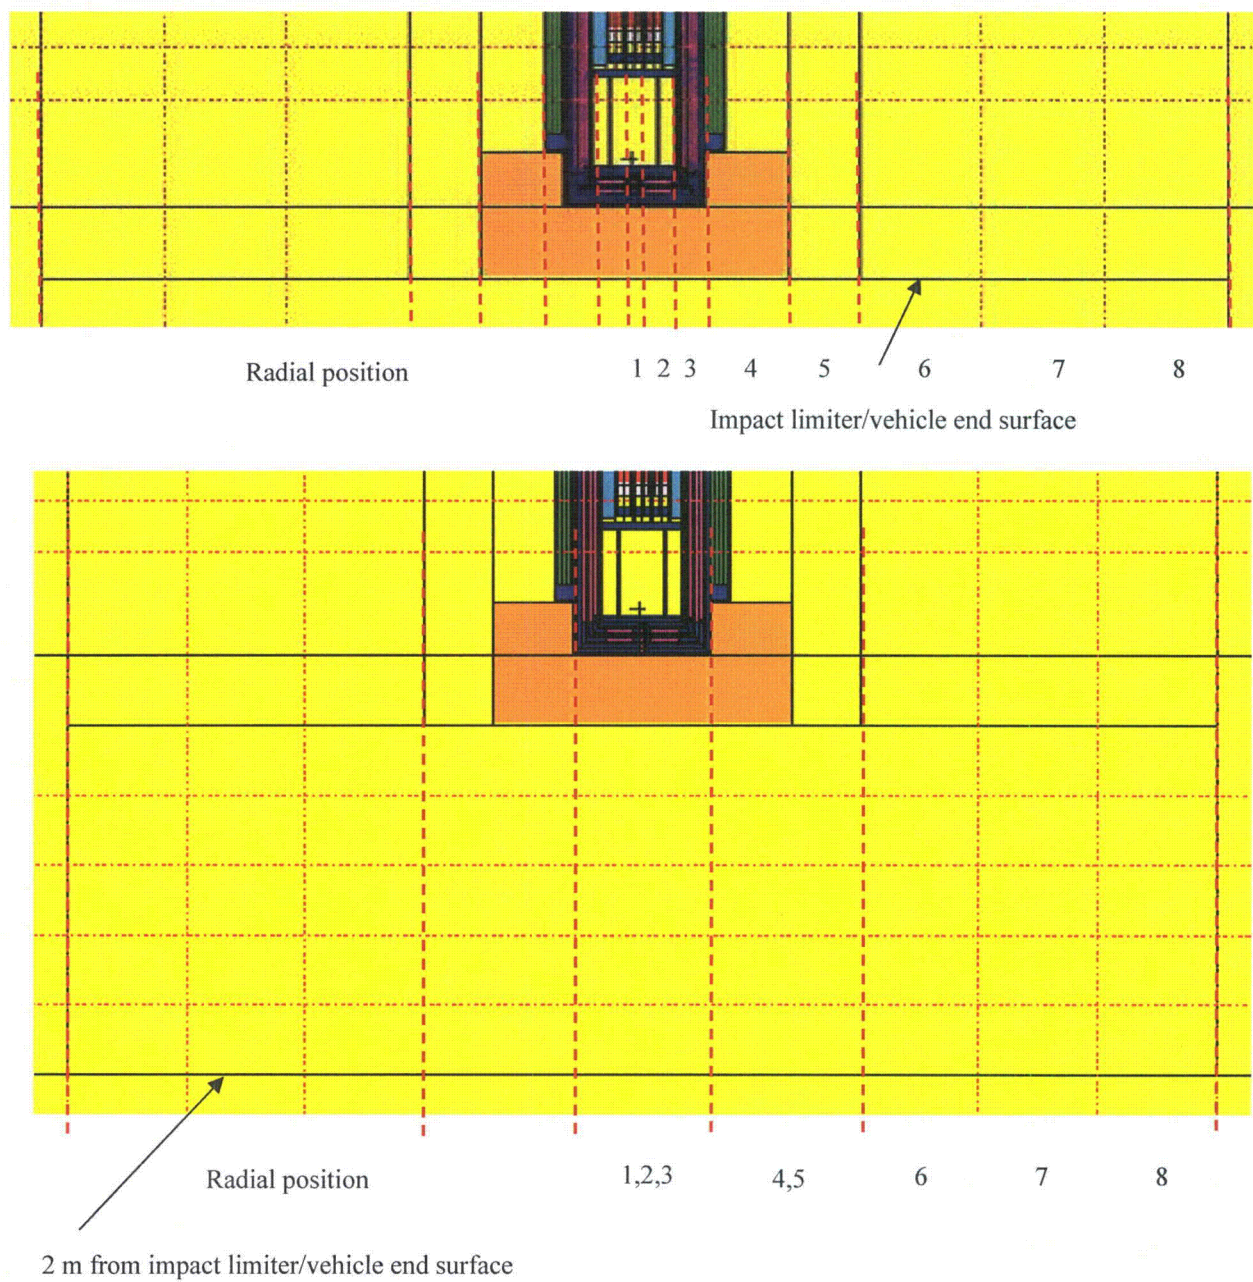 Radial position 1 2 3 4 5 6 7 8
Impact limiter/vehicle end surface
Radial position 1,2,3 4,5 6 7 8
2 m from impact limiter/vehicle end surface